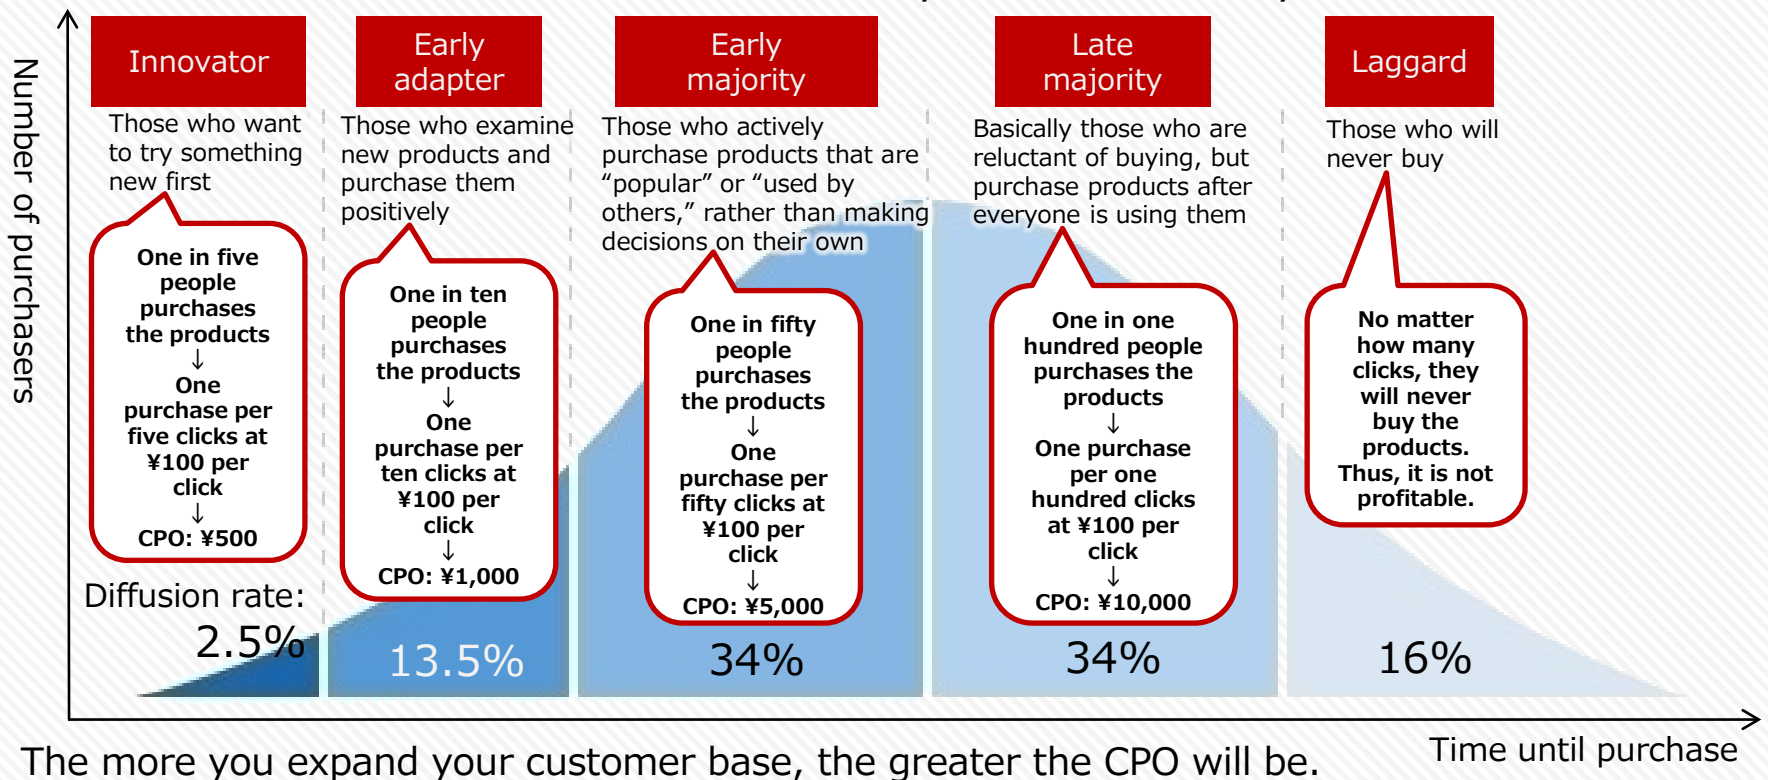 Number of purchasers
Innovator
Those who want
to try something
new first
One in five
people
purchases
the products
↓
One
purchase per
five clicks at
¥100 per
click
↓
CPO: ¥500
Diffusion rate:
2.5%
Early
adapter
Those who examine
new products and
purchase them
positively
One in ten
people
purchases
the products
↓
One
purchase per
ten clicks at
¥100 per
click
↓
CPO: ¥1,000
13.5%
Early
majority
Those who actively
purchase products that are
“popular” or “used by
others,” rather than making
decisions on their own
One in fifty
people
purchases
the products
↓
One
purchase per
fifty clicks at
¥100 per
click
↓
CPO: ¥5,000
34%
Late
majority
Basically those who are
reluctant of buying, but
purchase products after
everyone is using them
One in one
hundred people
purchases the
products
↓
One purchase
per one
hundred clicks
at ¥100 per
click
↓
CPO: ¥10,000
34%
Laggard
Those who will
never buy
No matter
how many
clicks, they
will never
buy the
products.
Thus, it is not
profitable.
16%
Time until purchase
The more you expand your customer base, the greater the CPO will be.